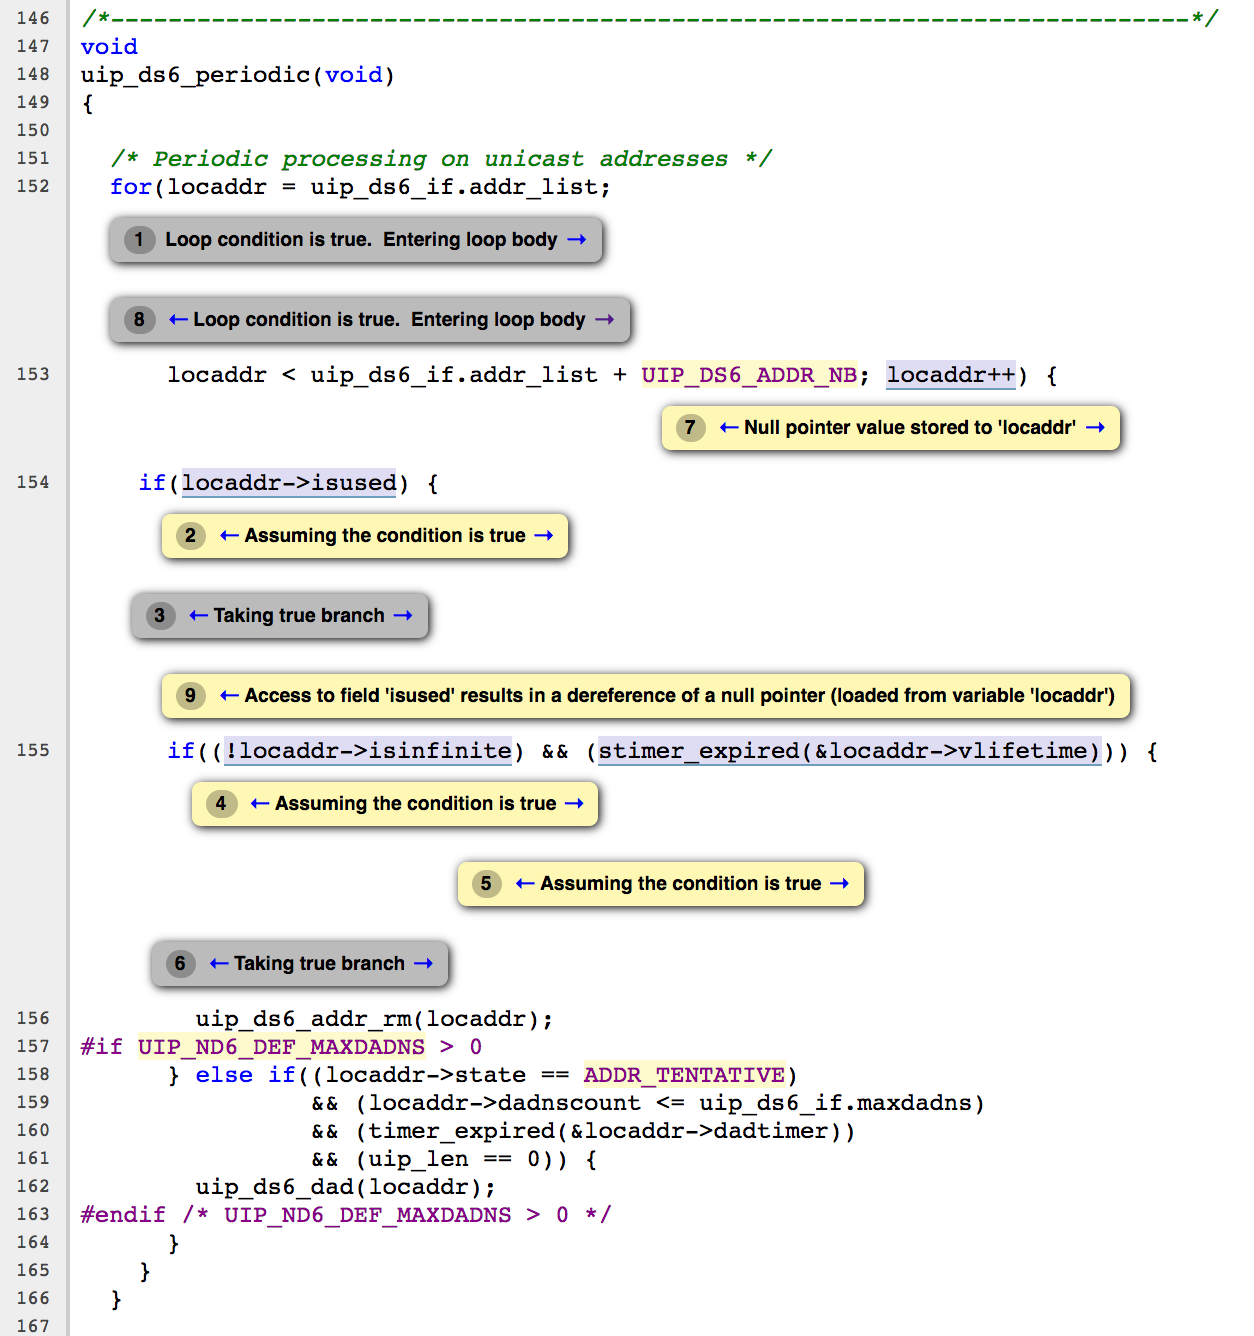 146 /*---------------------------------------------------------------------------*/
147 void
148 uip_ds6_periodic(void)
149 {
150
151   /* Periodic processing on unicast addresses */
152   for(locaddr = uip_ds6_if.addr_list;
1 Loop condition is true.  Entering loop body →
8 ← Loop condition is true.  Entering loop body →
153       locaddr < uip_ds6_if.addr_list + UIP_DS6_ADDR_NB; locaddr++) {
7 ← Null pointer value stored to 'locaddr' →
154     if(locaddr->isused) {
2 ← Assuming the condition is true →
3 ← Taking true branch →
9 ← Access to field 'isused' results in a dereference of a null pointer (loaded from variable 'locaddr')
155       if((!locaddr->isinfinite) && (stimer_expired(&locaddr->vlifetime))) {
4 ← Assuming the condition is true →
5 ← Assuming the condition is true →
6 ← Taking true branch →
156         uip_ds6_addr_rm(locaddr);
157 #if UIP_ND6_DEF_MAXDADNS > 0
158       } else if((locaddr->state == ADDR_TENTATIVE)
159                 && (locaddr->dadnscount <= uip_ds6_if.maxdadns)
160                 && (timer_expired(&locaddr->dadtimer))
161                 && (uip_len == 0)) {
162         uip_ds6_dad(locaddr);
163 #endif /* UIP_ND6_DEF_MAXDADNS > 0 */
164       }
165     }
166   }
167